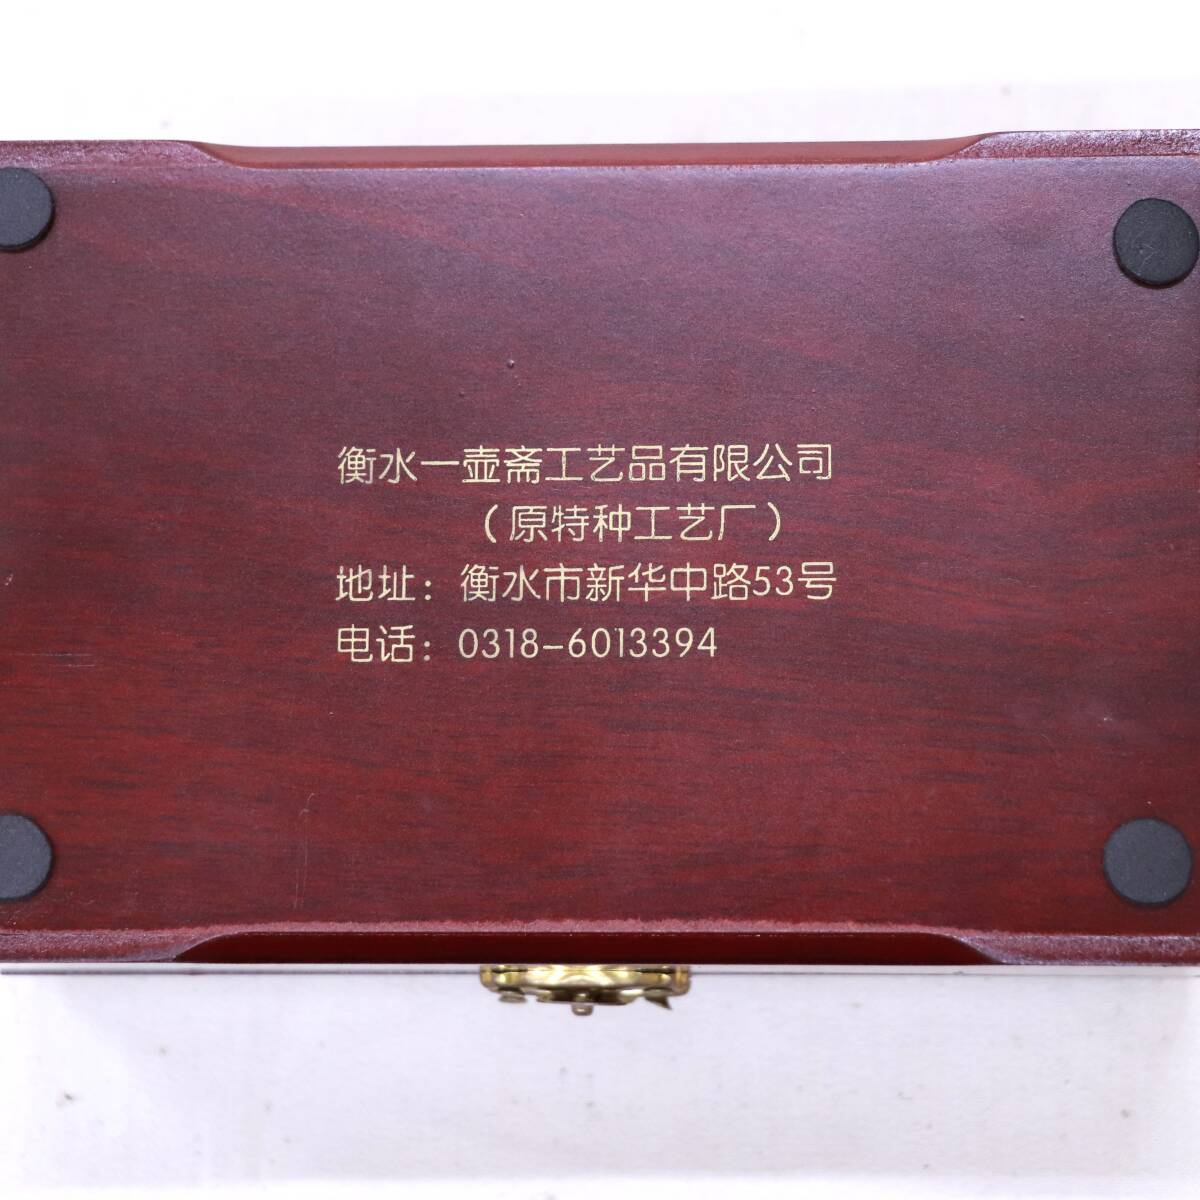 衡水一壶斋工艺品有限公司
（原特种工艺厂）
地址：衡水市新华中路53号
电话：0318-6013394